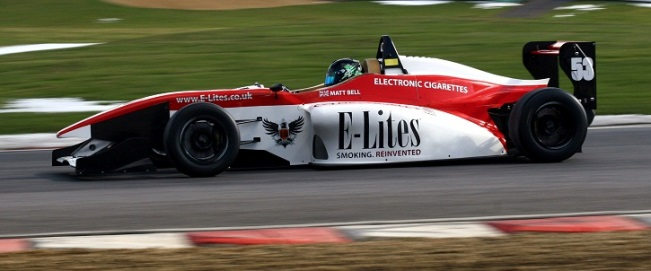 ELECTRONIC CIGARETTES
53
www.E-Lites.co.uk
MATT BELL
E-Lites
SMOKING. REINVENTED